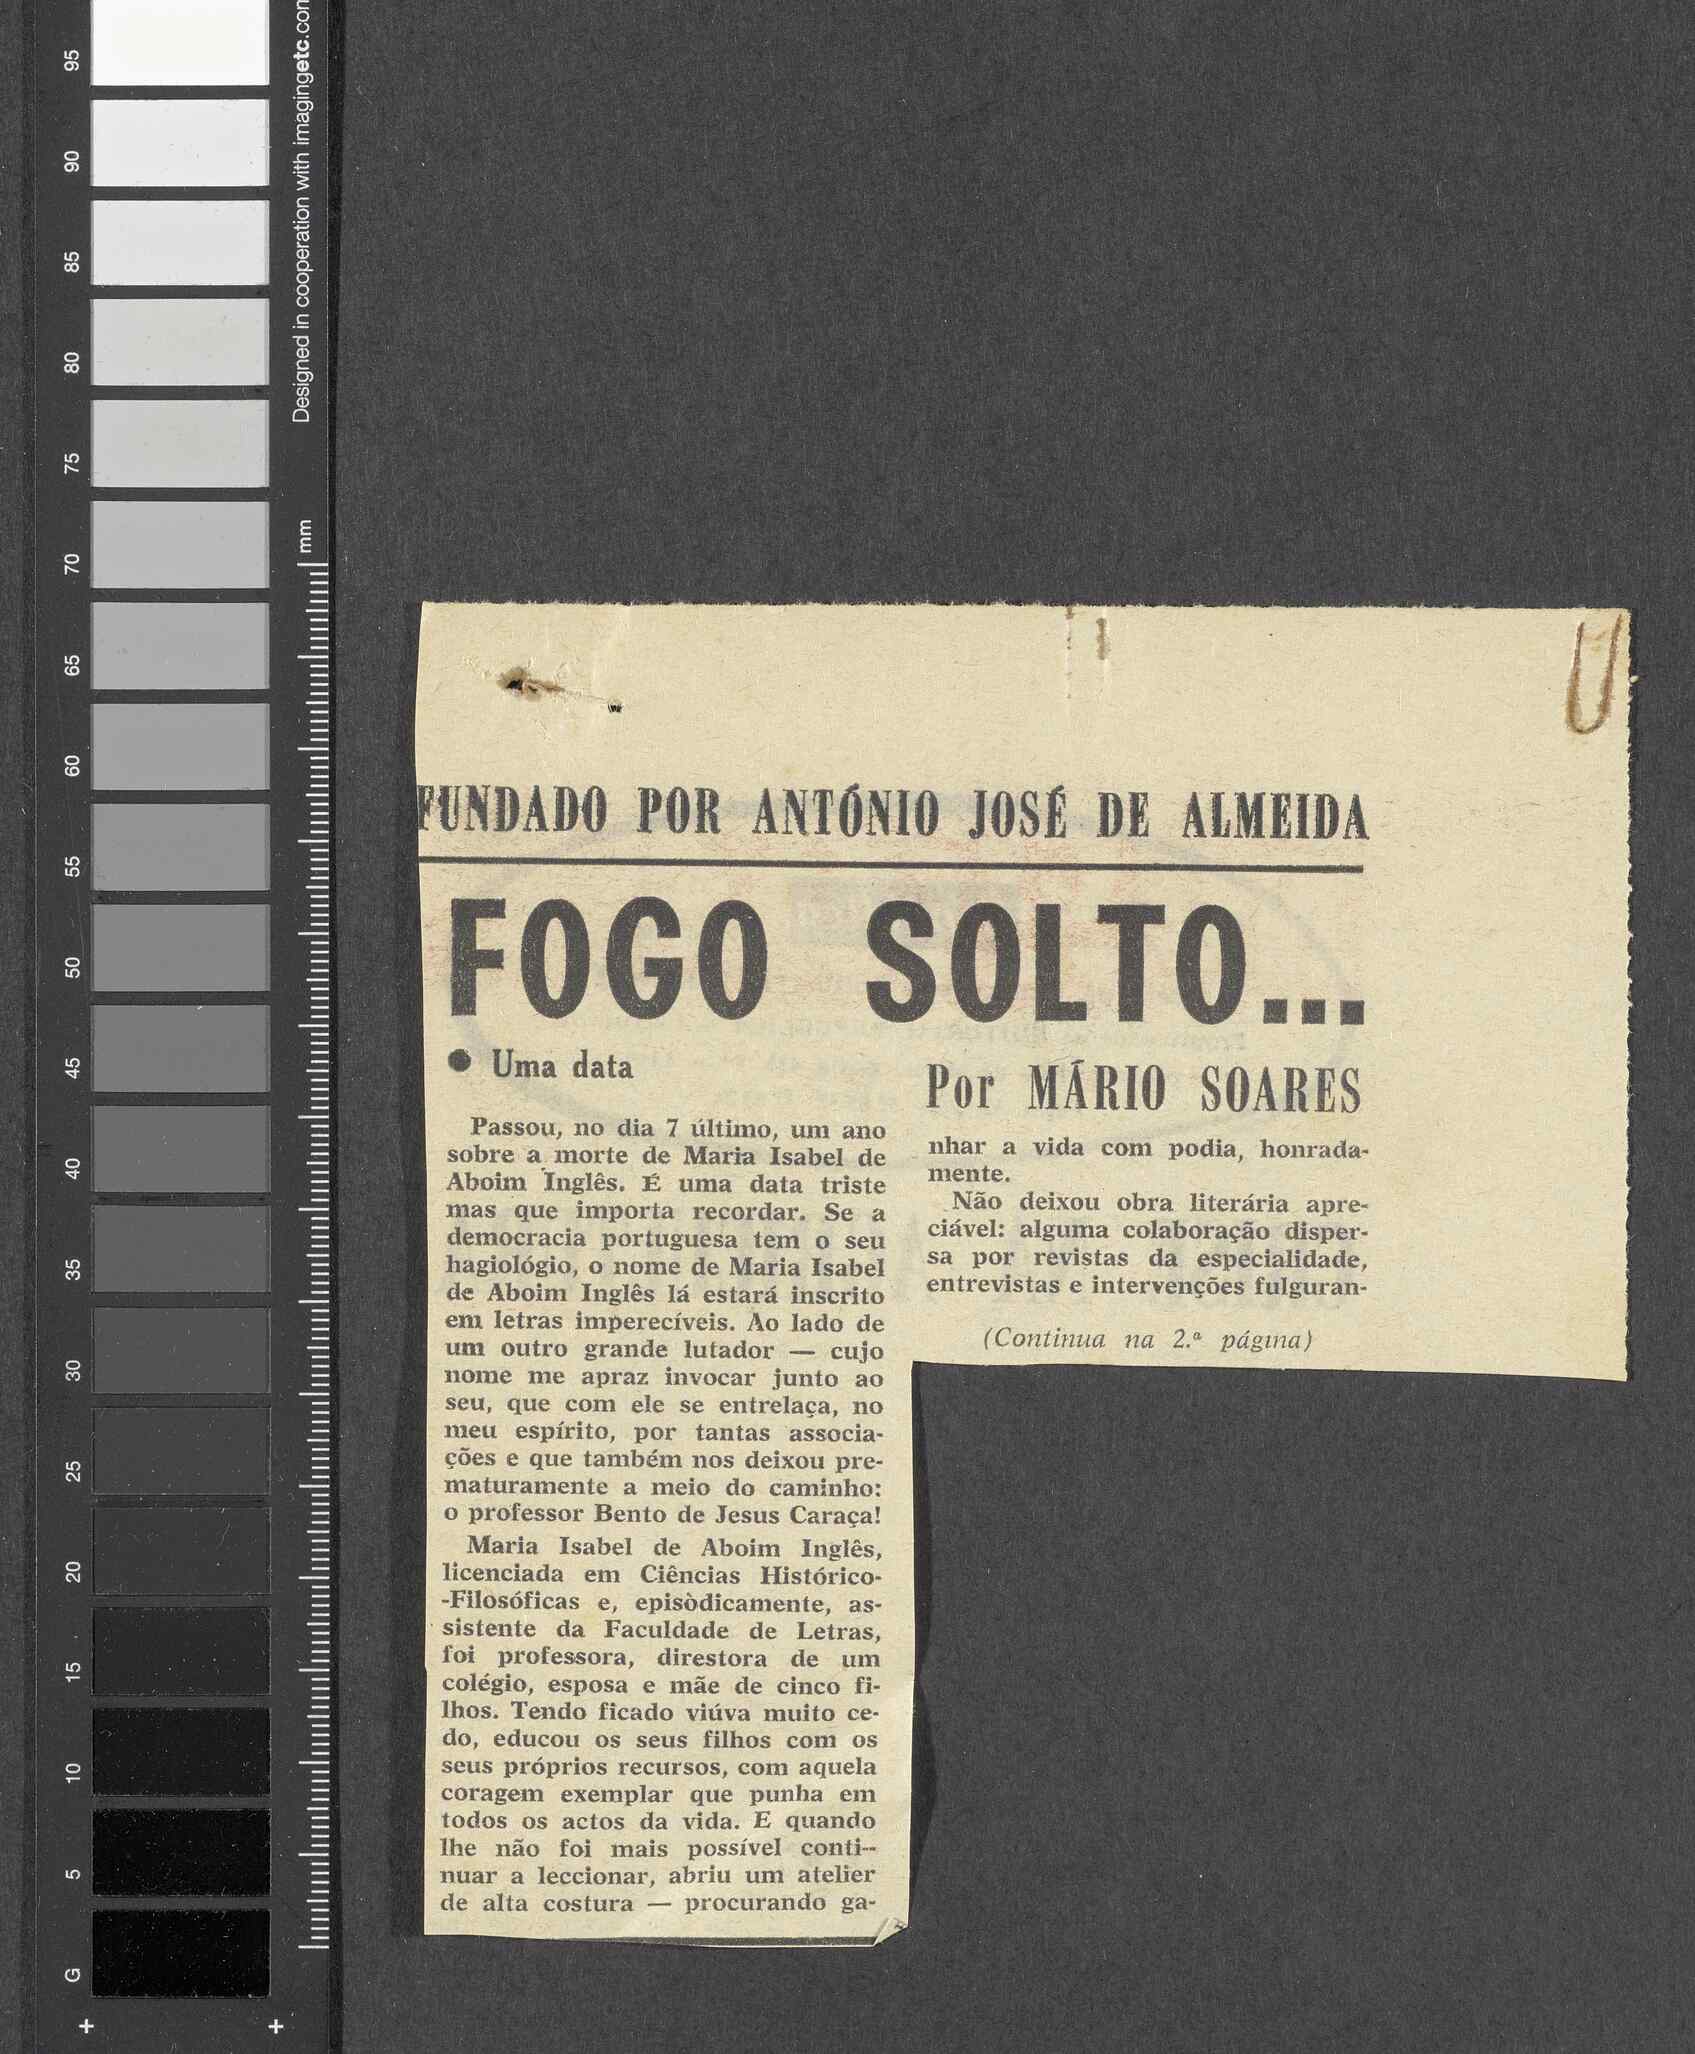 FUNDADO POR ANTÓNIO JOSÉ DE ALMEIDA
FOGO SOLTO...
● Uma data
Por MÁRIO SOARES
Passou, no dia 7 último, um ano
sobre a morte de Maria Isabel de
Aboim Inglês. É uma data triste
mas que importa recordar. Se a
democracia portuguesa tem o seu
hagiológio, o nome de Maria Isabel
de Aboim Inglês lá estará inscrito
em letras imperecíveis. Ao lado de
um outro grande lutador — cujo
nome me apraz invocar junto ao
seu, que com ele se entrelaça, no
meu espírito, por tantas associa-
ções e que também nos deixou pre-
maturamente a meio do caminho:
o professor Bento de Jesus Caraça!
Maria Isabel de Aboim Inglês,
licenciada em Ciências Histórico-
-Filosóficas e, episòdicamente, as-
sistente da Faculdade de Letras,
foi professora, direstora de um
colégio, esposa e mãe de cinco fi-
lhos. Tendo ficado viúva muito ce-
do, educou os seus filhos com os
seus próprios recursos, com aquela
coragem exemplar que punha em
todos os actos da vida. E quando
lhe não foi mais possível conti-
nuar a leccionar, abriu um atelier
de alta costura — procurando ga-
nhar a vida com podia, honrada-
mente.
Não deixou obra literária apre-
ciável: alguma colaboração disper-
sa por revistas da especialidade,
entrevistas e intervenções fulguran-
(Continua na 2.ª página)
Designed in cooperation with imagingetc.com
mm
95
90
85
80
75
70
65
60
55
50
45
40
35
30
25
20
15
10
5
G